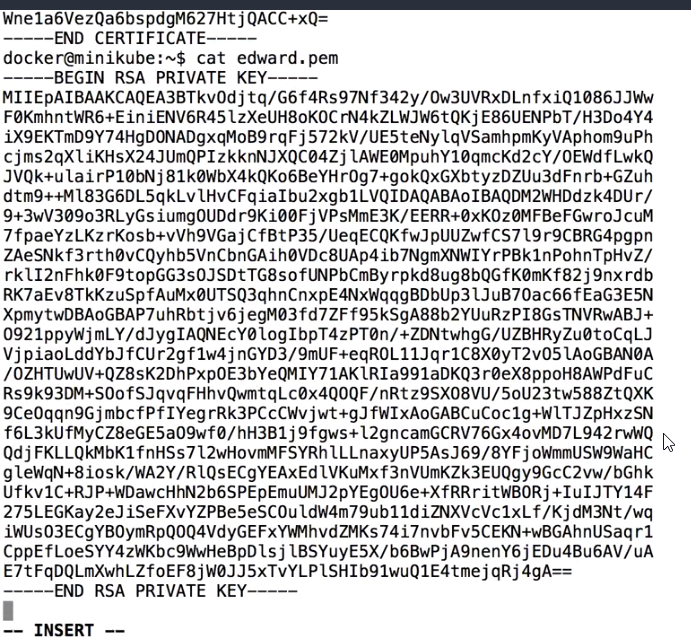 Wne1a6VezQa6bspdgM627HtjQACC+xQ=
-----END CERTIFICATE-----
docker@minikube:~$ cat edward.pem
-----BEGIN RSA PRIVATE KEY-----
MIIEpAIBAAKCAQEA3BTkvOdjtq/G6f4Rs97Nf342y/Ow3UVRxDLnfxiQ1086JJWw
F0KmhntWR6+EiniENV6R45lzXeUH8oKOCrN4kZLWJW6tQKjE86UENPbT/H3Do4Y4
iX9EKTmD9Y74HgDONADgxqMoB9rqFj572kV/UE5teNylqVSamhpmKyVAphom9uPh
cjms2qXliKHsX24JUmQPIzkknNJXQC04ZjlAWE0MpuhY10qmcKd2cY/OEWdfLwkQ
JVQk+ulairP10bNj81k0WbX4kQKo6BeYHrOg7+gokQxGXbtyzDZUu3dFnrb+GZuh
dtm9++Ml83G6DL5qkLvlHvCFqiaIbu2xgb1LVQIDAQABAoIBAQDM2WHDdzk4DUr/
9+3wV309o3RLyGsiumgOUDdr9Ki00FjVPsMmE3K/EERR+0xKOz0MFBeFGwroJcuM
7fpaeYzLKzrKosb+vVh9VGajCfBtP35/UeqECQKfwJpUUZwfCS7l9r9CBRG4pgpn
ZAeSNkf3rth0vCQyhb5VnCbnGAih0VDc8UAp4ib7NgmXNWIYrPBk1nPohnTpHvZ/
rklI2nFhk0F9topGG3sOJSDtTG8sofUNPbCmByrpkd8ug8bQGfK0mKf82j9nxrdb
RK7aEv8TkKzuSpfAuMx0UTSQ3qhnCnxpE4NxWqqgBDbUp3lJuB7Oac66fEaG3E5N
XpmytwDBAoGBAP7uhRbtjv6jegM03fd7ZFf95kSgA88b2YUuRzPI8GsTNVRwABJ+
O921ppyWjmLY/dJygIAQNEcY0logIbpT4zPT0n/+ZDNtwhgG/UZBHRyZu0toCqLJ
VjpiaoLddYbJfCUr2gf1w4jnGYD3/9mUF+eqROL11Jqr1C8X0yT2vO5lAoGBAN0A
/OZHTUwUV+QZ8sK2DhPxpOE3bYeQMIY71AKlRIa991aDKQ3r0eX8ppoH8AWPdFuC
Rs9k93DM+SOofSJqvqFHhvQwmtqLc0x4QOQF/nRtz9SXO8VU/5oU23tw588ZtQXK
9CeOqqn9GjmbcfPfIYegrRk3PCcCWvjwt+gJfWIxAoGABCuCoc1g+WlTJZpHxzSN
f6L3kUfMyCZ8eGE5aO9wf0/hH3B1j9fgws+l2gncamGCRV76Gx4ovMD7L942rwWQ
QdjFKLLQkMbK1fnHSs7l2wHovmMFSYRhlLLnaxyUP5AsJ69/8YFjoWmmUSW9WaHC
gleWqN+8iosk/WA2Y/RlQsECgYEAxEdlVKuMxf3nVUmKZk3EUQgy9GcC2vw/bGhk
Ufkv1C+RJP+WDawcHhN2b6SPEpEmuUMJ2pYEgOU6e+XfRRritWBORj+IuIJTY14F
275LEGKay2eJiSeFXvYZPBe5eSCOuldW4m79ub11diZNXVcVc1xLf/KjdM3Nt/wq
iWUsO3ECgYBOymRpQOQ4VdyGEFxYWMhvdZMKs74i7nvbFv5CEKN+wBGAhnUSaqr1
CppEfLoeSYY4zWKbc9WwHeBpDlsjlBSYuyE5X/b6BwPjA9nenY6jEDu4Bu6AV/uA
E7tFqDQLmXwhLZfoEF8jW0JJ5xTvYLPlSHIb91wuQ1E4tmejqRj4gA==
-----END RSA PRIVATE KEY-----
-- INSERT --